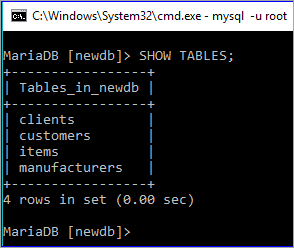 C:\Windows\System32\cmd.exe - mysql -u root
MariaDB [newdb]> SHOW TABLES;
+-----------------+
| Tables_in_newdb |
+-----------------+
| clients         |
| customers       |
| items           |
| manufacturers   |
+-----------------+
4 rows in set (0.00 sec)
MariaDB [newdb]>